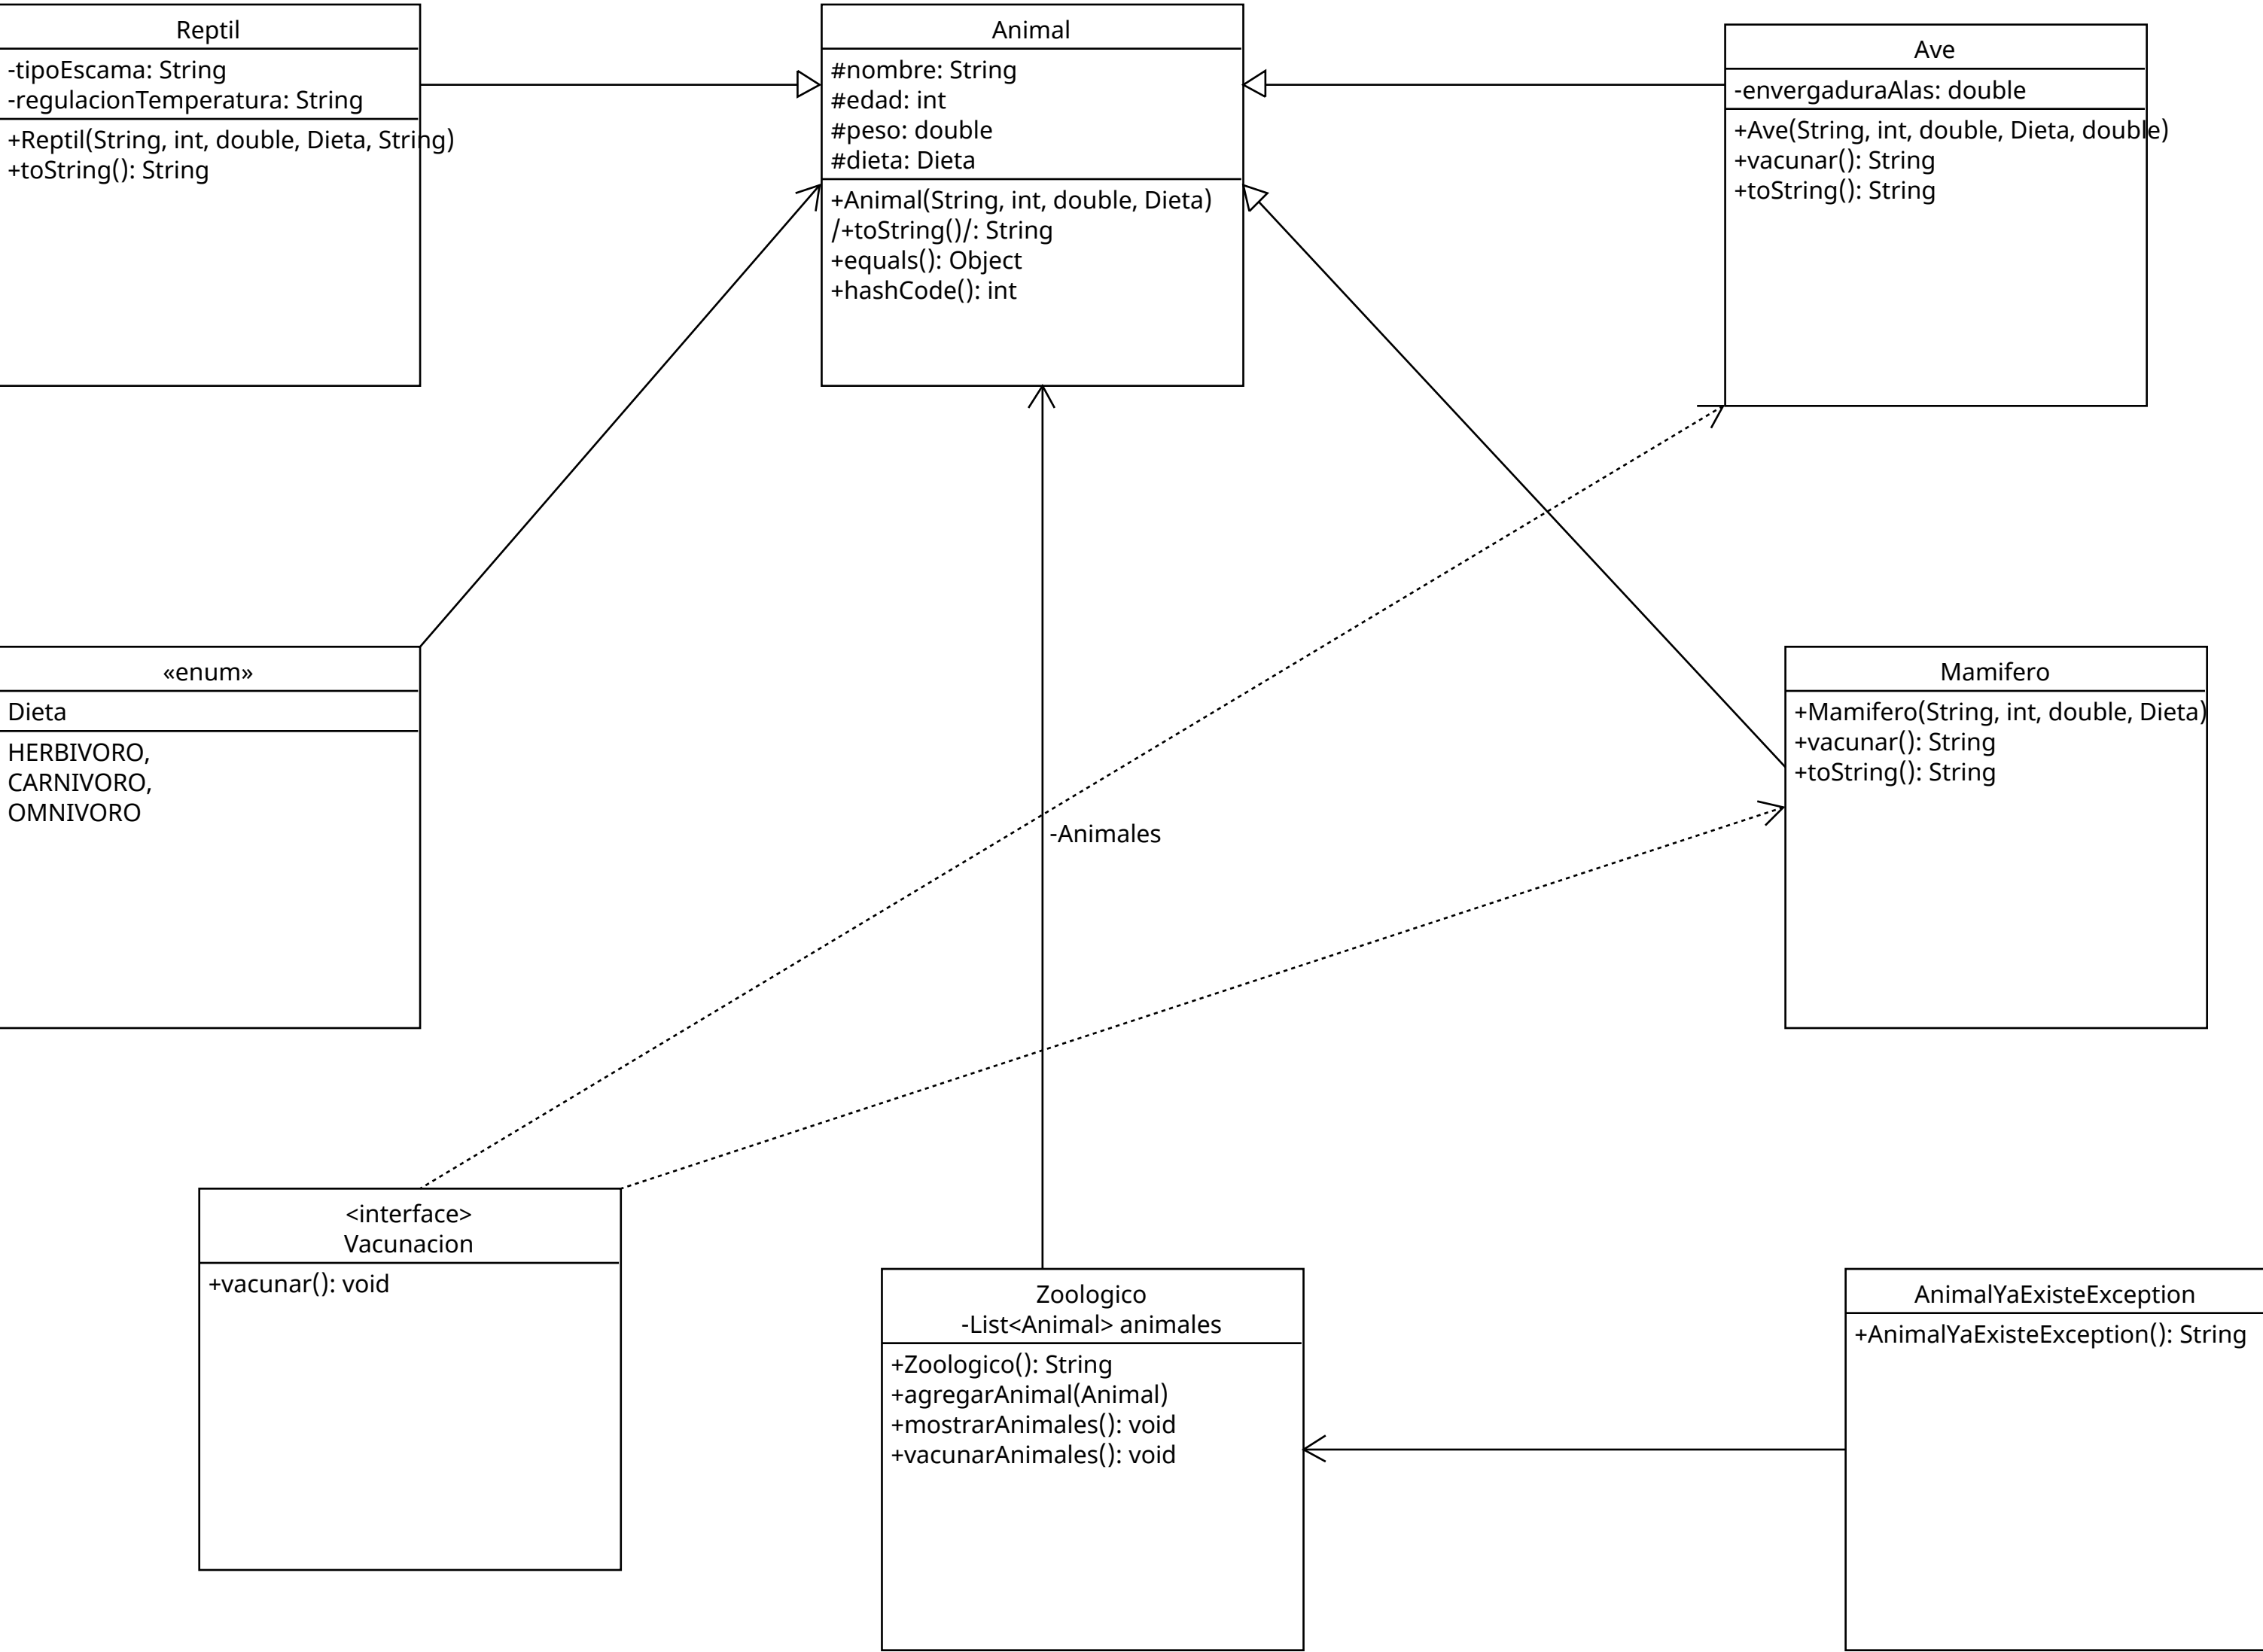 Reptil
-tipoEscama: String
-regulacionTemperatura: String
+Reptil(String, int, double, Dieta, String)
+toString(): String
Animal
#nombre: String
#edad: int
#peso: double
#dieta: Dieta
+Animal(String, int, double, Dieta)
/+toString()/: String
+equals(): Object
+hashCode(): int
Ave
-envergaduraAlas: double
+Ave(String, int, double, Dieta, double)
+vacunar(): String
+toString(): String
«enum»
Dieta
HERBIVORO,
CARNIVORO,
OMNIVORO
-Animales
Mamifero
+Mamifero(String, int, double, Dieta)
+vacunar(): String
+toString(): String
<interface>
Vacunacion
+vacunar(): void
Zoologico
-List<Animal> animales
+Zoologico(): String
+agregarAnimal(Animal)
+mostrarAnimales(): void
+vacunarAnimales(): void
AnimalYaExisteException
+AnimalYaExisteException(): String